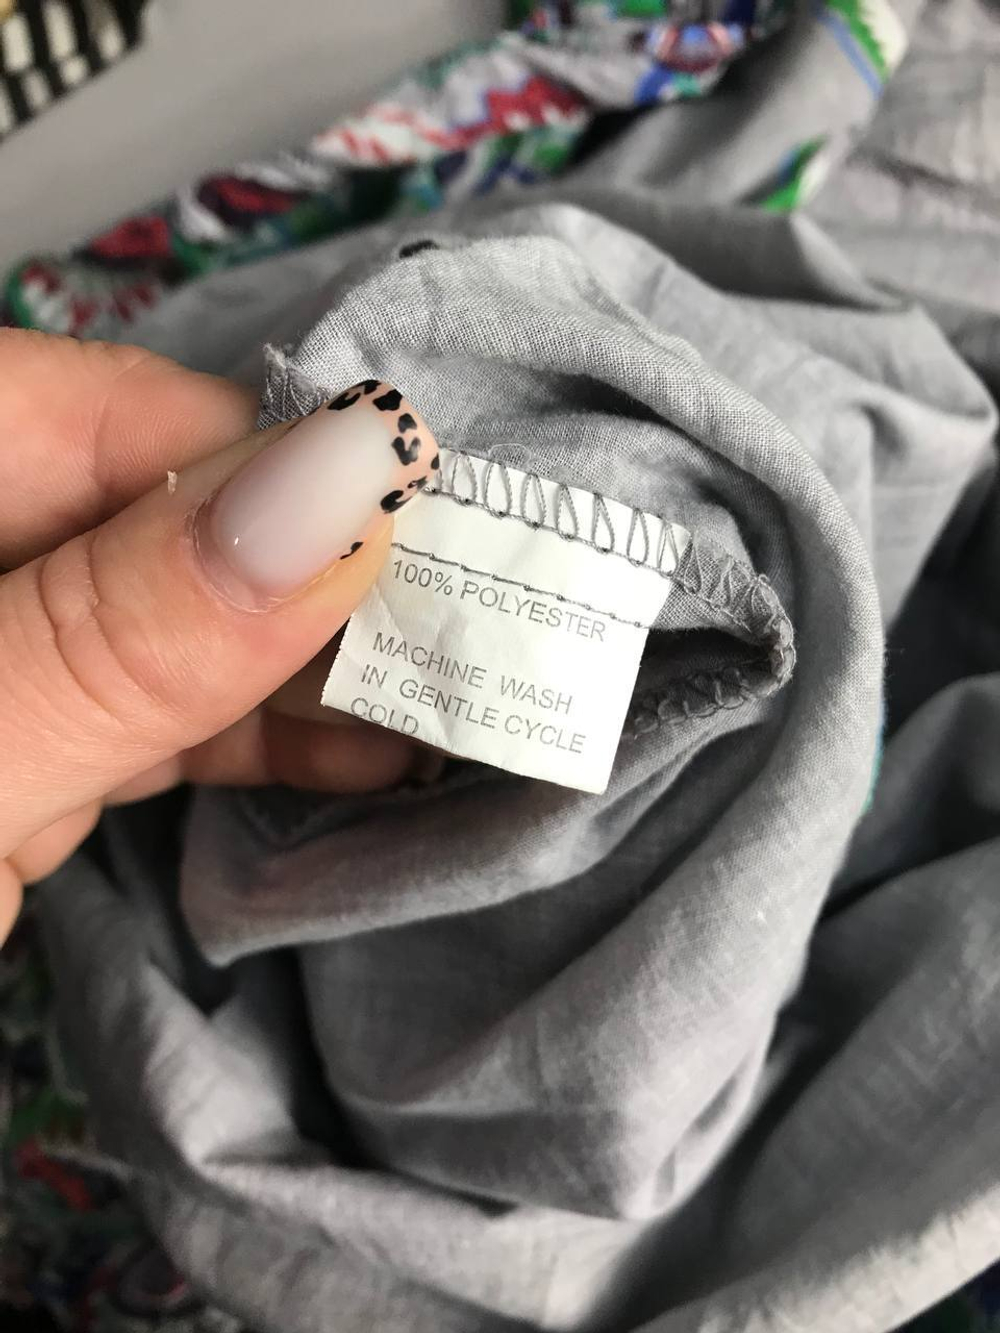 100% POLYESTER
MACHINE WASH
IN GENTLE CYCLE
COLD